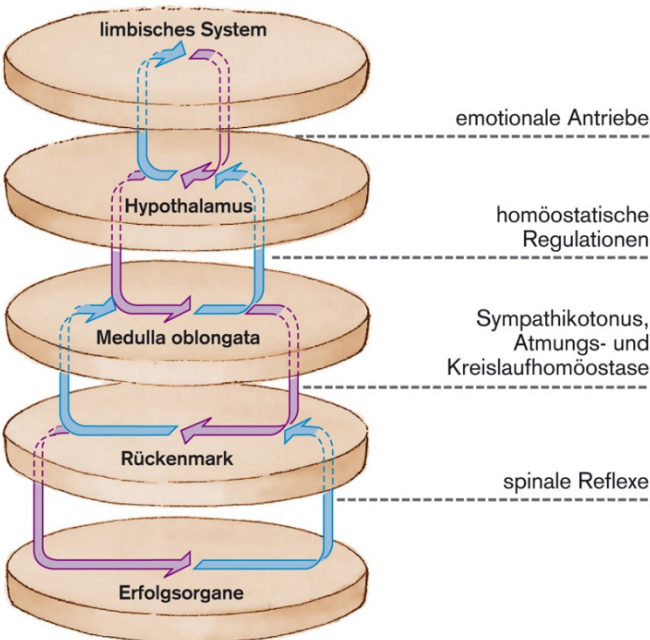 limbisches System
emotionale Antriebe
Hypothalamus
homöostatische
Regulationen
Medulla oblongata
Sympathikotonus,
Atmungs- und
Kreislaufhomöostase
Rückenmark
spinale Reflexe
Erfolgsorgane